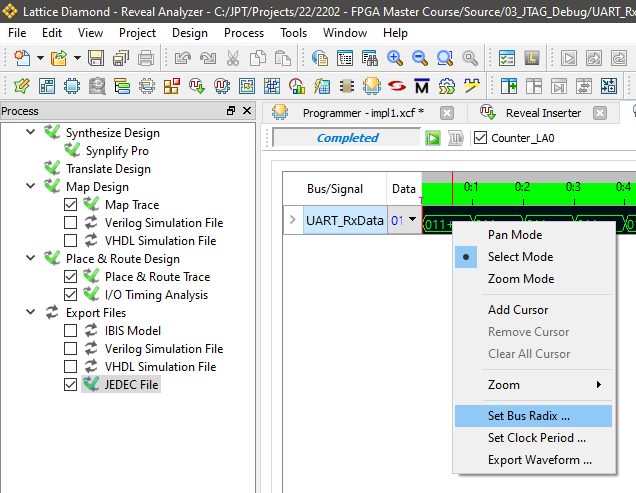 Lattice Diamond - Reveal Analyzer - C:/JPT/Projects/22/2202 - FPGA Master Course/Source/03_JTAG_Debug/UART_Rx
File Edit View Design Process Tools Window Help
Process
Programmer - impl1.xcf *
Reveal Inserter
Synthesize Design
Completed
Counter_LA0
Synplify Pro
Translate Design
Map Design
Bus/Signal
Data
0:1 0:2 0:3 0:4
Map Trace
Verilog Simulation File
UART_RxData
01
011+
VHDL Simulation File
Place & Route Design
Place & Route Trace
I/O Timing Analysis
Export Files
IBIS Model
Verilog Simulation File
VHDL Simulation File
JEDEC File
Pan Mode
Select Mode
Zoom Mode
Add Cursor
Remove Cursor
Clear All Cursor
Zoom
Set Bus Radix ...
Set Clock Period ...
Export Waveform ...